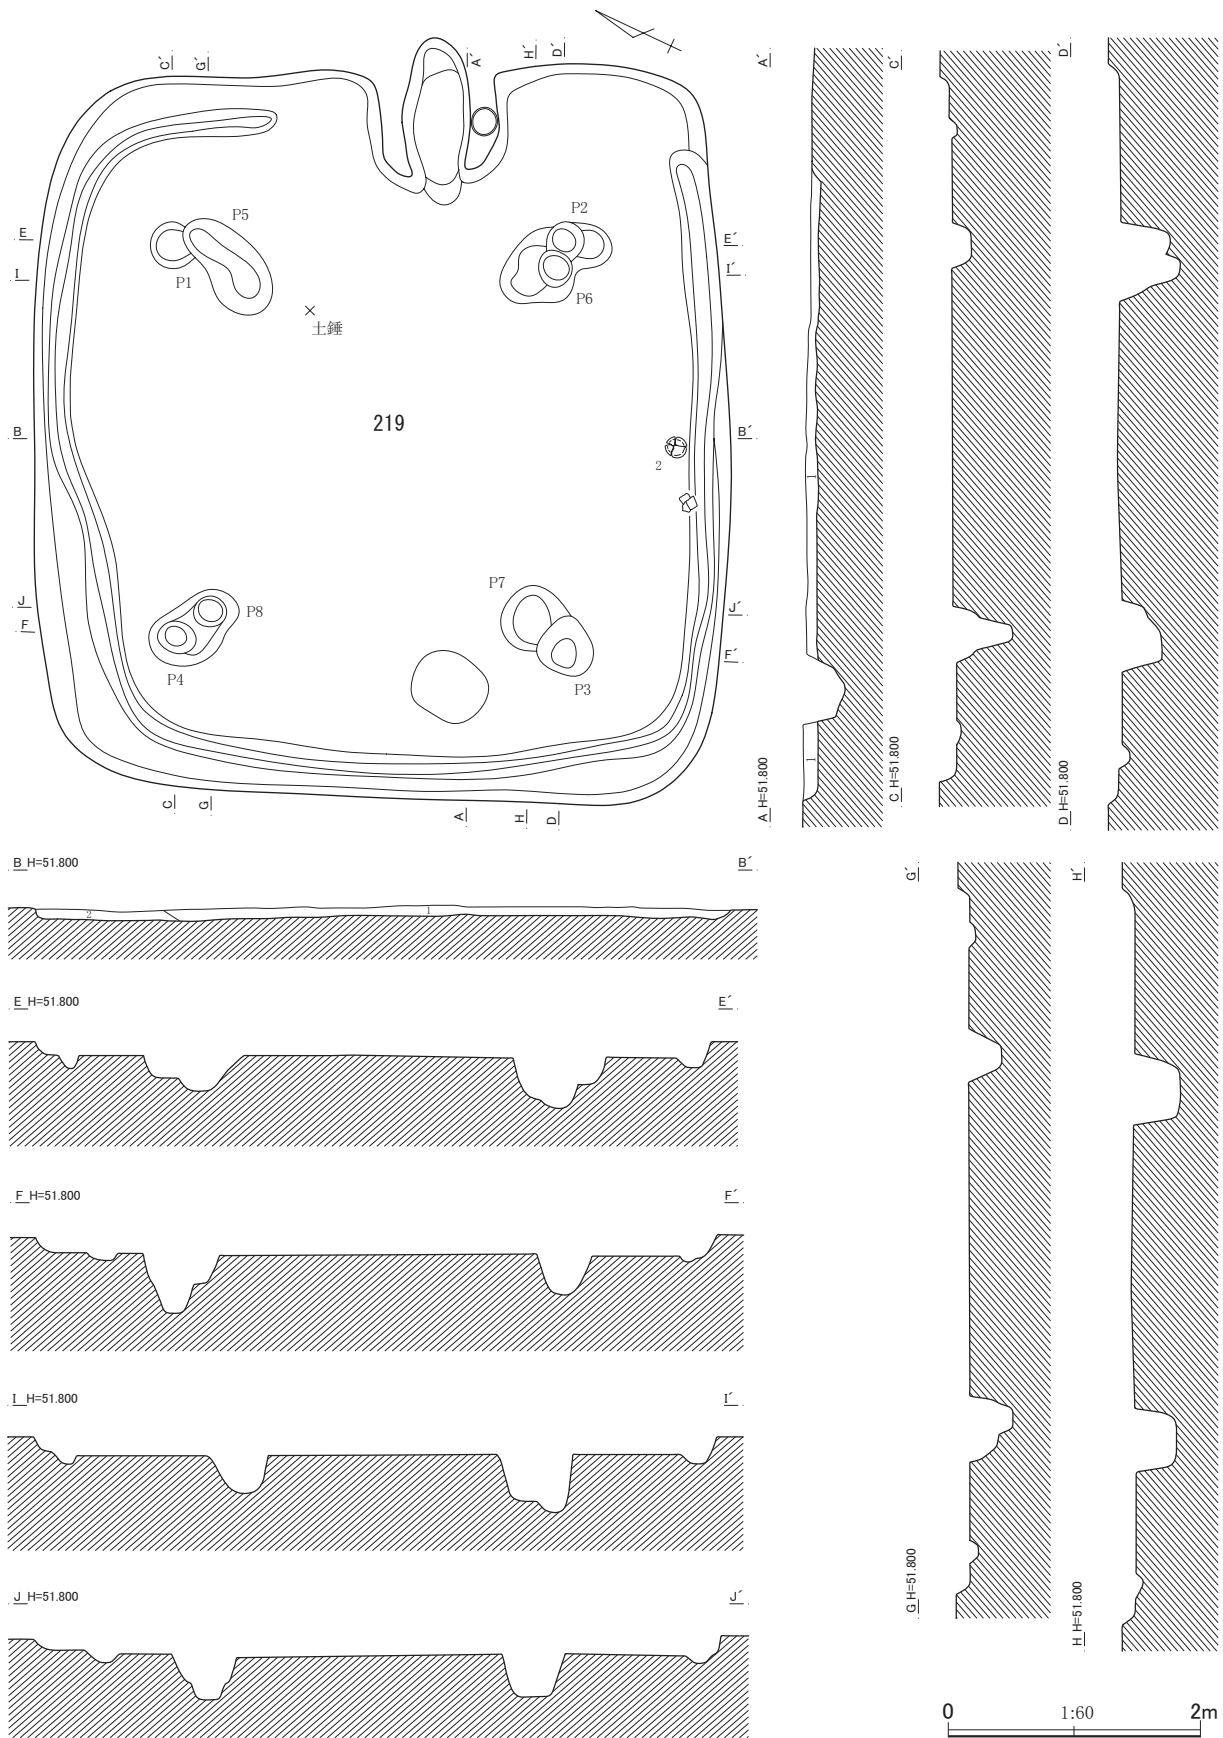 C´ G´ A´ H´ D´
A´
C´
D´
E P5 P2 E´
I P1 P6 I´
土錘
219
B B´
2
1
J P7 J´
F P8 F´
P4 P3
C G A H D
1
A H=51.800
C H=51.800
D H=51.800
B H=51.800 B´
2 1
G´
H´
E H=51.800 E´
F H=51.800 F´
I H=51.800 I´
J H=51.800 J´
G H=51.800
H H=51.800
0 1:60 2m